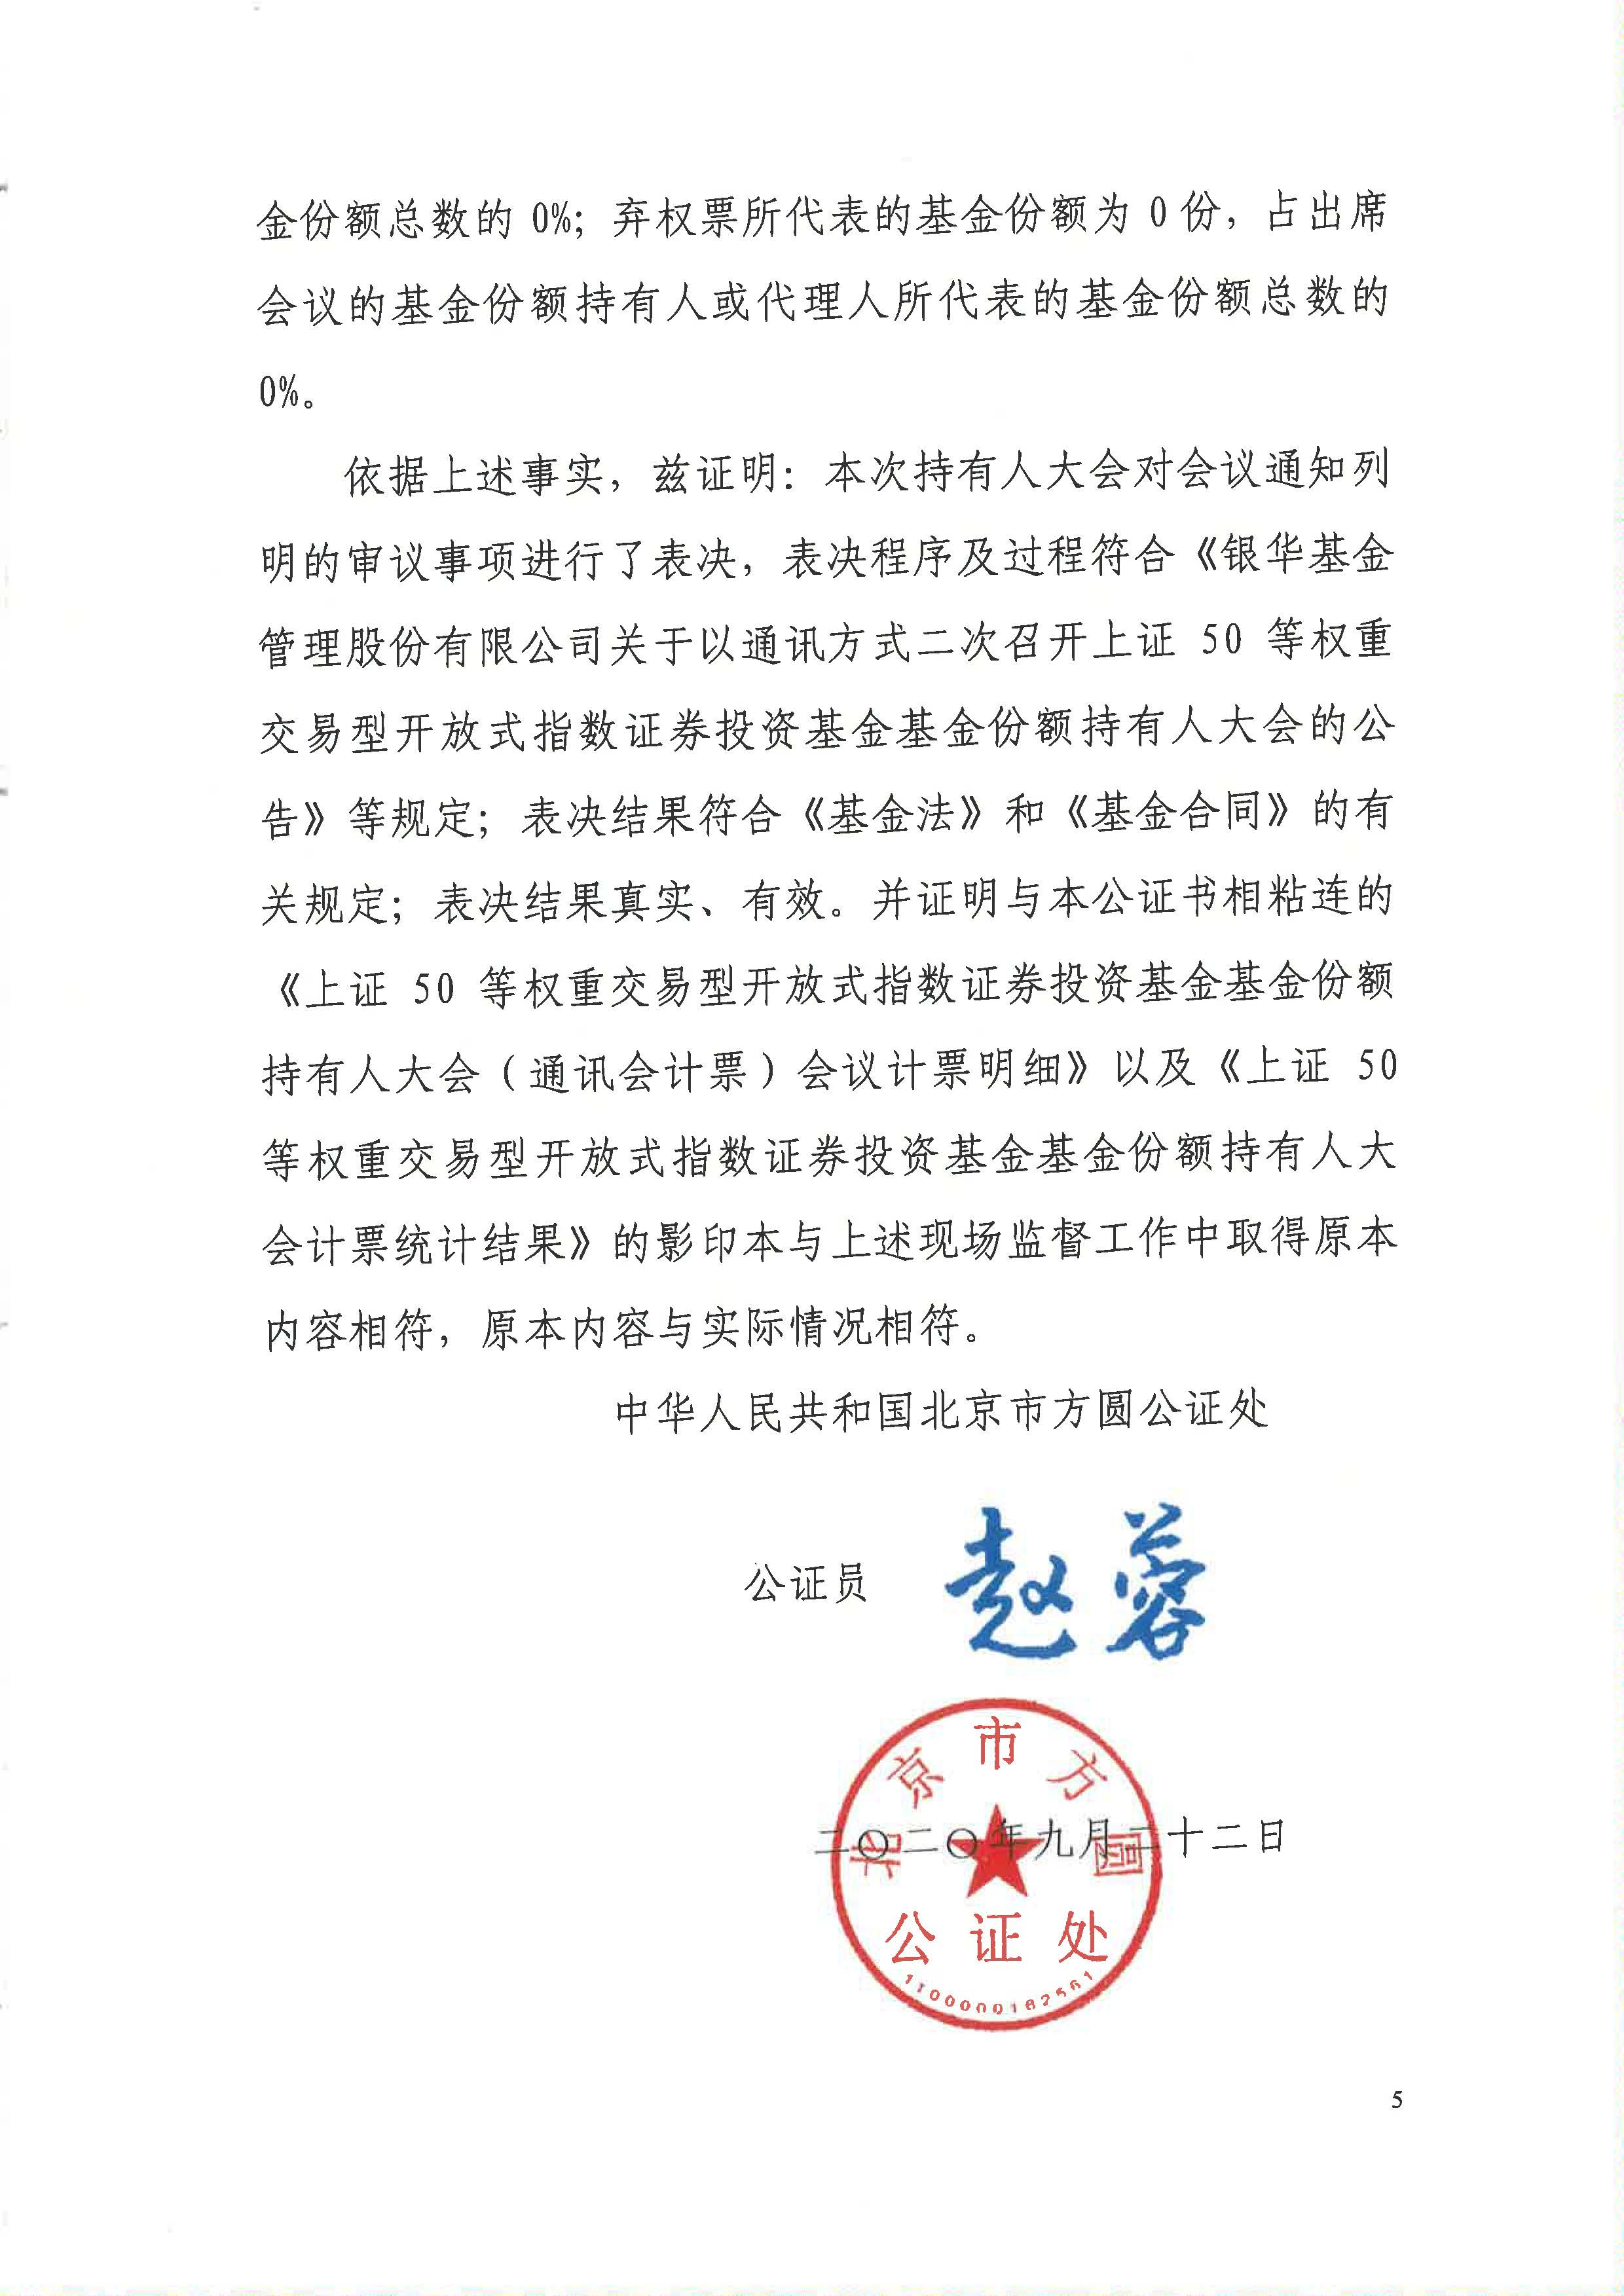 金份额总数的 0%；弃权票所代表的基金份额为 0 份，占出席
会议的基金份额持有人或代理人所代表的基金份额总数的
0%。
依据上述事实，兹证明：本次持有人大会对会议通知列
明的审议事项进行了表决，表决程序及过程符合《银华基金
管理股份有限公司关于以通讯方式二次召开上证 50 等权重
交易型开放式指数证券投资基金基金份额持有人大会的公
告》等规定；表决结果符合《基金法》和《基金合同》的有
关规定；表决结果真实、有效。并证明与本公证书相粘连的
《上证 50 等权重交易型开放式指数证券投资基金基金份额
持有人大会（通讯会计票）会议计票明细》以及《上证 50
等权重交易型开放式指数证券投资基金基金份额持有人大
会计票统计结果》的影印本与上述现场监督工作中取得原本
内容相符，原本内容与实际情况相符。
中华人民共和国北京市方圆公证处
公证员 赵蓉
北京市方圆
二〇二〇年九月二十二日
公证处
1100000182561
5